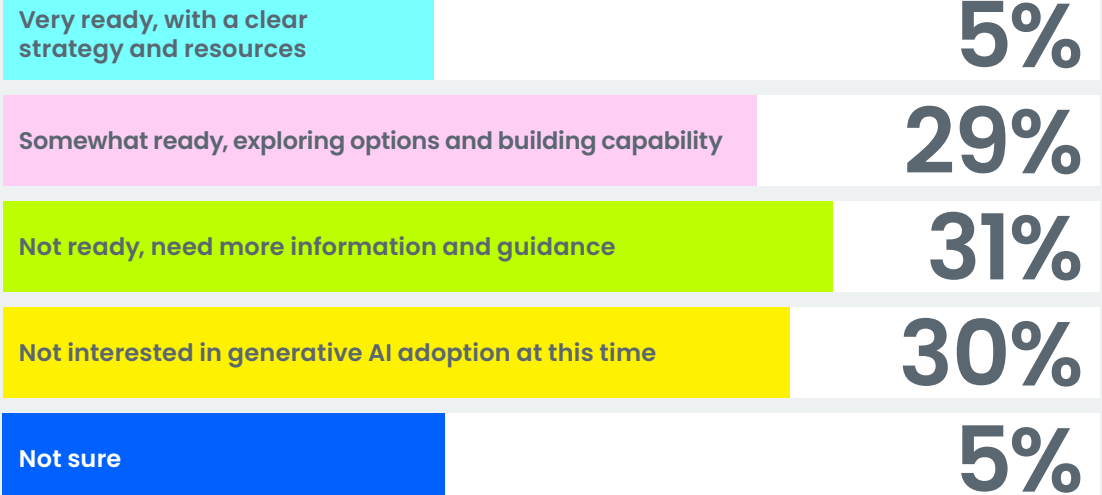 Very ready, with a clear
strategy and resources
5%
Somewhat ready, exploring options and building capability
29%
Not ready, need more information and guidance
31%
Not interested in generative AI adoption at this time
30%
Not sure
5%